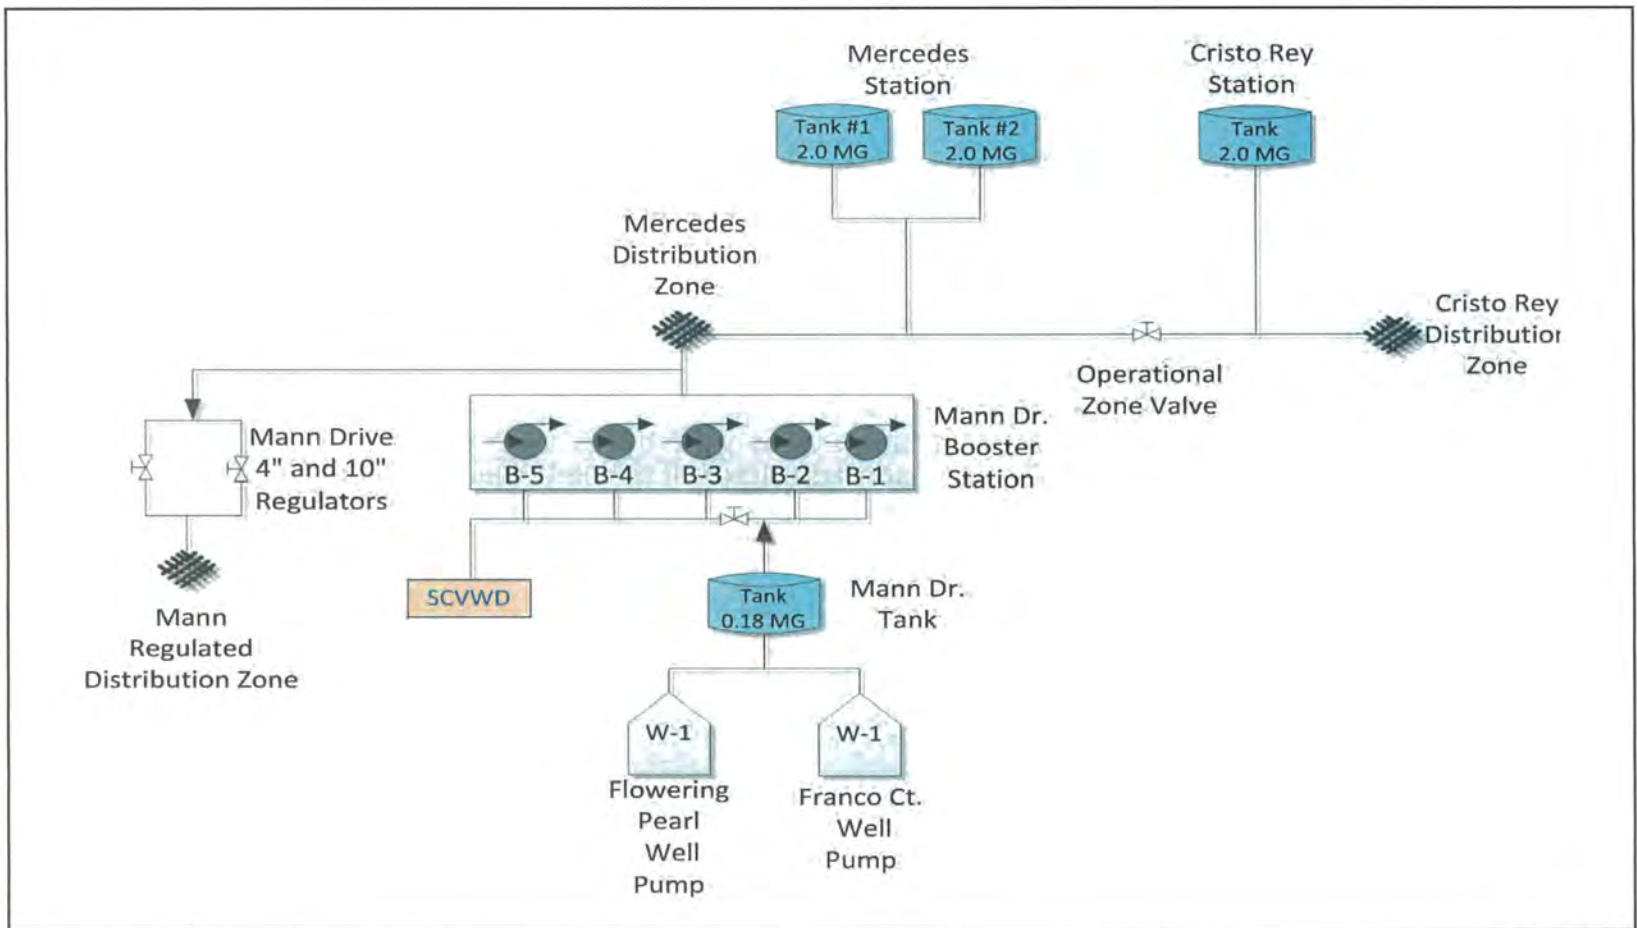 Mercedes
Station
Cristo Rey
Station
Tank #1
2.0 MG
Tank #2
2.0 MG
Tank
2.0 MG
Mercedes
Distribution
Zone
Cristo Rey
Distribution
Zone
Operational
Zone Valve
Mann Drive
4" and 10"
Regulators
B-5
B-4
B-3
B-2
B-1
Mann Dr.
Booster
Station
SCVWD
Tank
0.18 MG
Mann Dr.
Tank
Mann
Regulated
Distribution Zone
W-1
W-1
Flowering
Pearl
Well
Pump
Franco Ct.
Well
Pump